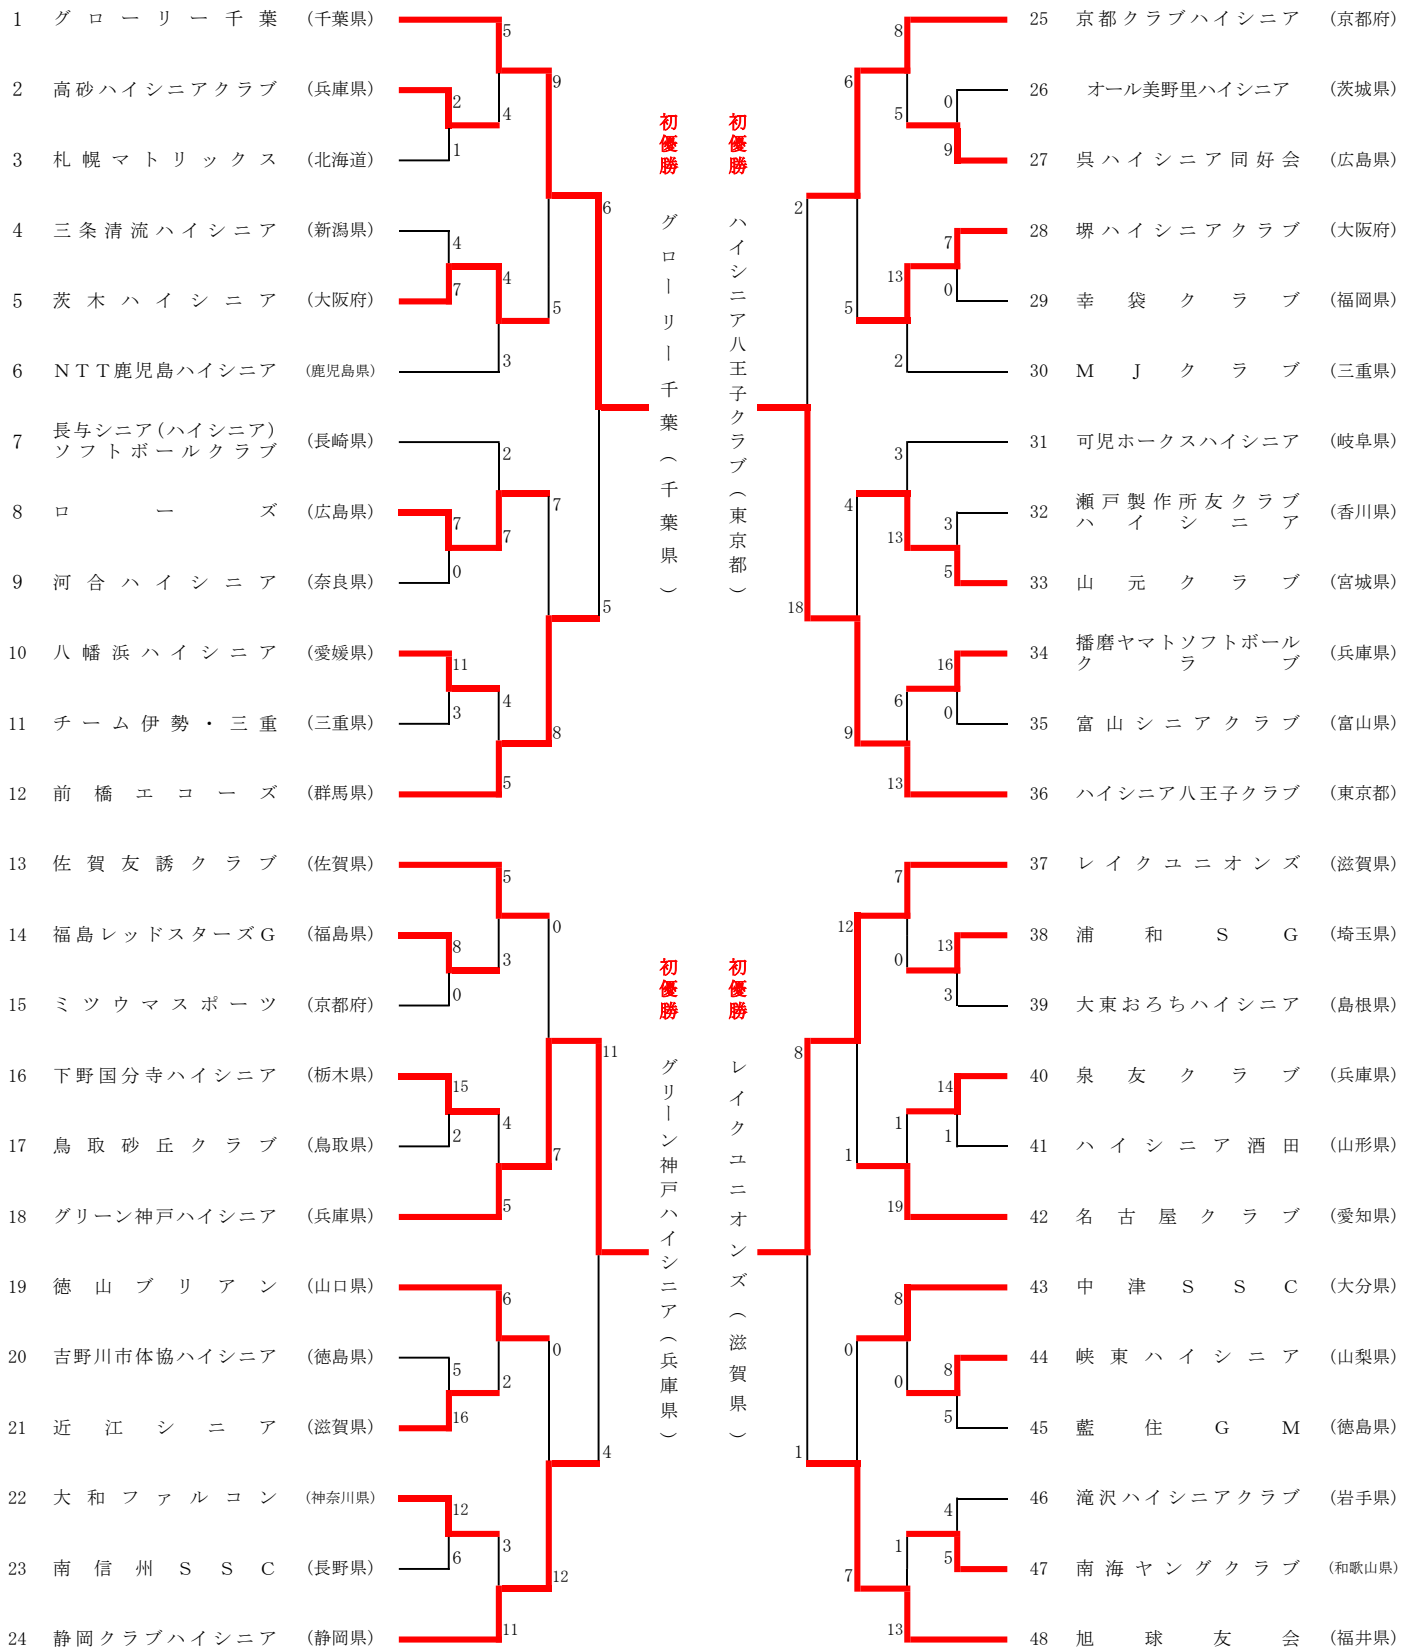 1 グローリー千葉 (千葉県)
2 高砂ハイシニアクラブ (兵庫県)
3 札幌マトリックス (北海道)
4 三条清流ハイシニア (新潟県)
5 茨木ハイシニア (大阪府)
6 ＮＴＴ鹿児島ハイシニア (鹿児島県)
7 長与シニア(ハイシニア)
ソフトボールクラブ (長崎県)
8 ローズ (広島県)
9 河合ハイシニア (奈良県)
10 八幡浜ハイシニア (愛媛県)
11 チーム伊勢・三重 (三重県)
12 前橋エコーズ (群馬県)
5
2
4
1
9
4
7
4
3
5
6
2
7
7
0
7
11
3
4
5
8
5
初優勝
グローリー千葉（千葉県）
初優勝
ハイシニア八王子クラブ（東京都）
8
0
5
9
6
7
13
0
2
5
2
3
3
13
5
4
16
6
0
13
9
18
25 京都クラブハイシニア (京都府)
26 オール美野里ハイシニア (茨城県)
27 呉ハイシニア同好会 (広島県)
28 堺ハイシニアクラブ (大阪府)
29 幸袋クラブ (福岡県)
30 ＭＪクラブ (三重県)
31 可児ホークスハイシニア (岐阜県)
32 瀬戸製作所友クラブ
ハイシニア (香川県)
33 山元クラブ (宮城県)
34 播磨ヤマトソフトボール
クラブ (兵庫県)
35 富山シニアクラブ (富山県)
36 ハイシニア八王子クラブ (東京都)
13 佐賀友誘クラブ (佐賀県)
14 福島レッドスターズＧ (福島県)
15 ミツウマスポーツ (京都府)
16 下野国分寺ハイシニア (栃木県)
17 鳥取砂丘クラブ (鳥取県)
18 グリーン神戸ハイシニア (兵庫県)
19 徳山ブリアン (山口県)
20 吉野川市体協ハイシニア (徳島県)
21 近江シニア (滋賀県)
22 大和ファルコン (神奈川県)
23 南信州ＳＳＣ (長野県)
24 静岡クラブハイシニア (静岡県)
5
8
3
0
0
15
4
2
5
7
11
6
5
2
16
0
12
3
6
11
12
4
初優勝
グリーン神戸ハイシニア（兵庫県）
初優勝
レイクユニオンズ（滋賀県）
7
13
0
3
12
14
1
1
19
1
8
8
8
0
5
0
4
1
5
13
7
1
37 レイクユニオンズ (滋賀県)
38 浦和ＳＧ (埼玉県)
39 大東おろちハイシニア (島根県)
40 泉友クラブ (兵庫県)
41 ハイシニア酒田 (山形県)
42 名古屋クラブ (愛知県)
43 中津ＳＳＣ (大分県)
44 峡東ハイシニア (山梨県)
45 藍住ＧＭ (徳島県)
46 滝沢ハイシニアクラブ (岩手県)
47 南海ヤングクラブ (和歌山県)
48 旭球友会 (福井県)